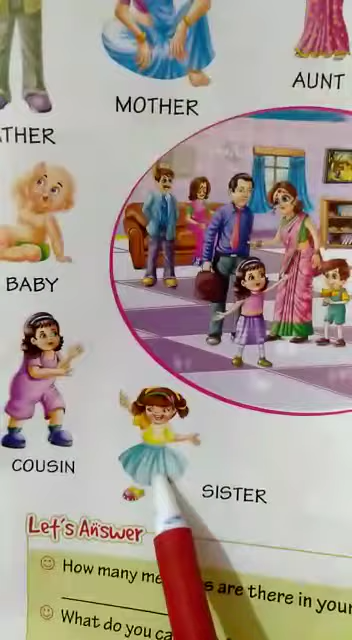 MOTHER
AUNT
ATHER
BABY
COUSIN
SISTER
Let's Answer
How many me s are there in your
What do you ca